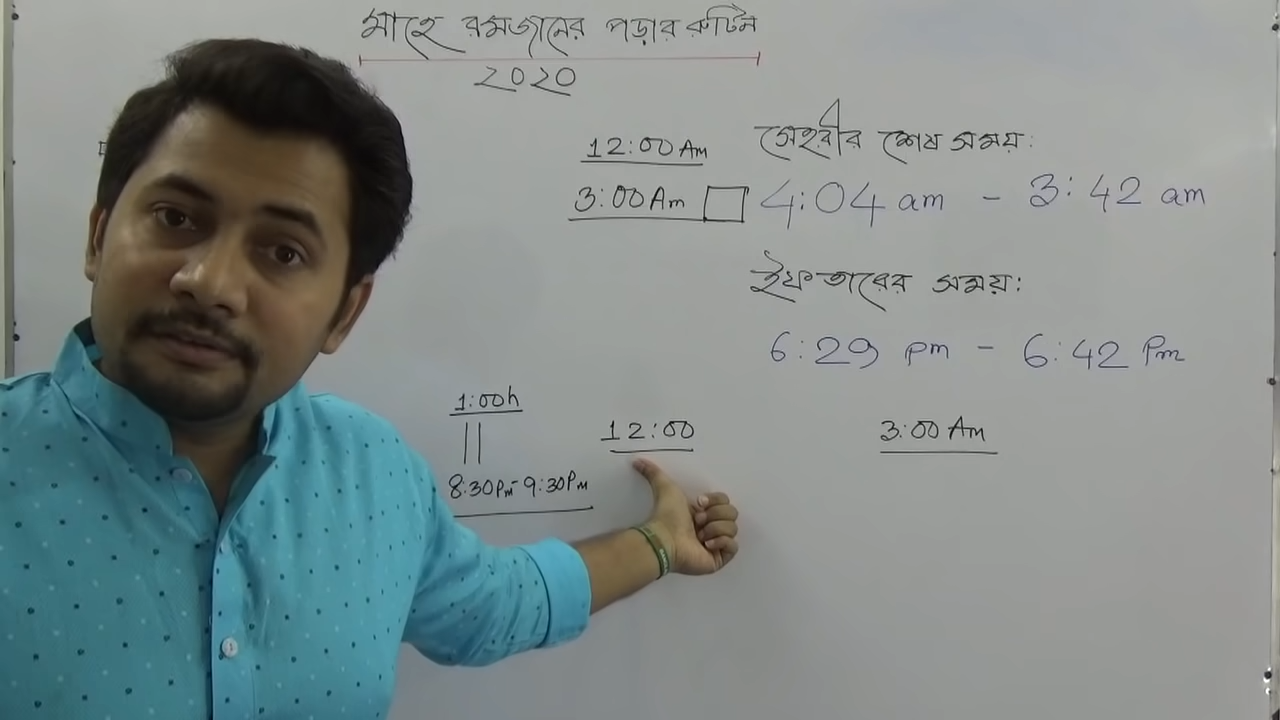 মাহে রমজানের পড়ার রুটিন
২০২০
12:00 Am
3:00 Am
সেহরীর শেষ সময়:
4:04 am - 3:42 am
ইফতারের সময়:
6:29 pm - 6:42 Pm
1:00h
8:30Pm - 9:30Pm
12:00
3:00 Am